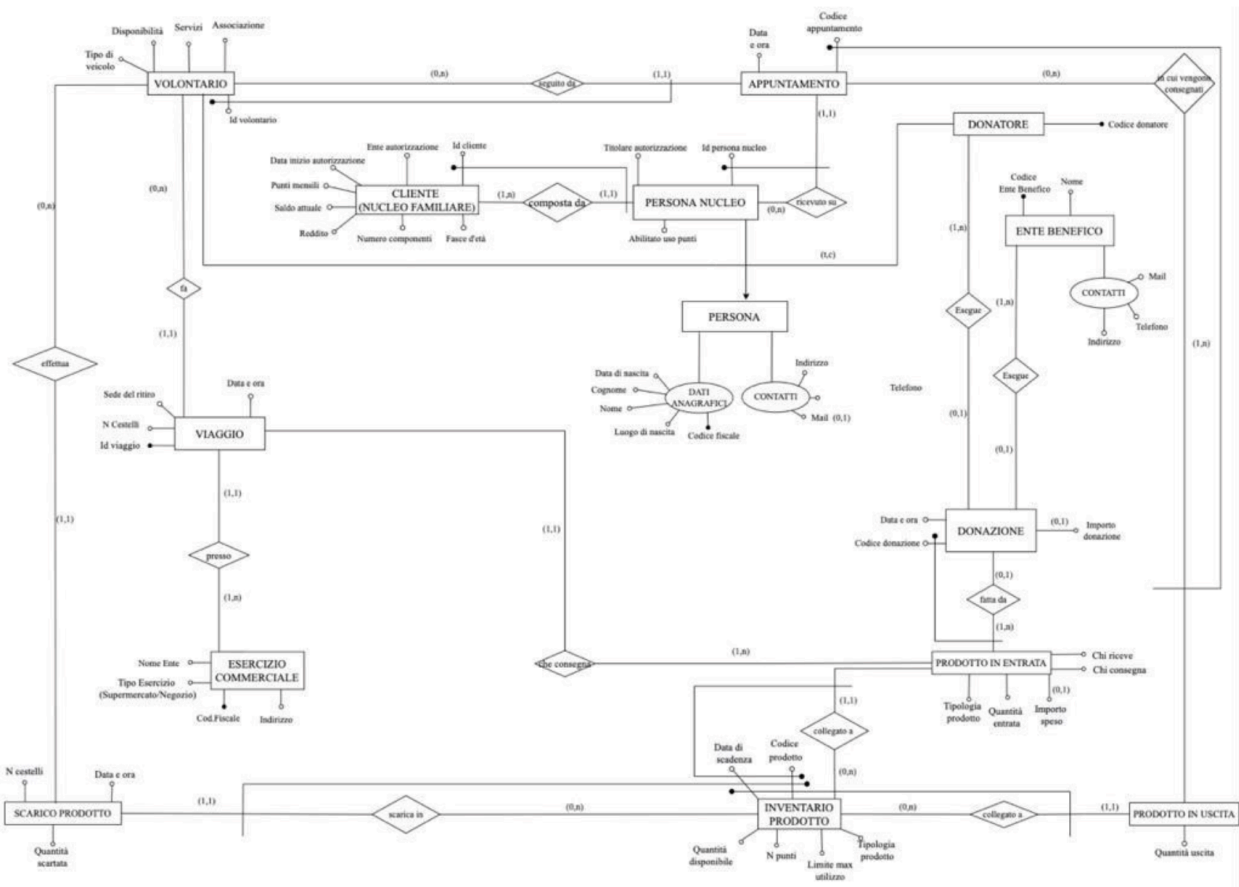 Disponibilità
Servizi
Associazione
Tipo di
veicolo
VOLONTARIO
(0,n)
seguito da
(1,1)
Data
e ora
Codice
appuntamento
APPUNTAMENTO
(0,n)
in cui vengono
consegnati
Id volontario
(1,1)
DONATORE
Codice donatore
Data inizio autorizzazione
Ente autorizzazione
Id cliente
Titolare autorizzazione
Id persona nucleo
Punti mensili
Saldo attuale
Reddito
CLIENTE
(NUCLEO FAMILIARE)
Numero componenti
Fasce d'età
(1,n)
composta da
(1,1)
PERSONA NUCLEO
(0,n)
ricevuto su
Abilitato uso punti
Codice
Ente Benefico
Nome
ENTE BENEFICO
(0,n)
(0,n)
(1,n)
(t,c)
CONTATTI
Mail
Telefono
Indirizzo
fa
(1,1)
PERSONA
Esegue
(1,n)
(1,n)
effettua
Data di nascita
Cognome
Nome
Luogo di nascita
DATI
ANAGRAFICI
Codice fiscale
Indirizzo
CONTATTI
Mail (0,1)
Esegue
Telefono
(0,1)
(0,1)
Sede del ritiro
Data e ora
N Cestelli
Id viaggio
VIAGGIO
(1,1)
(1,1)
(1,1)
presso
(1,n)
Data e ora
Codice donazione
DONAZIONE
(0,1)
Importo
donazione
(0,1)
fatta da
(1,n)
Nome Ente
Tipo Esercizio
(Supermercato/Negozio)
ESERCIZIO
COMMERCIALE
Cod.Fiscale
Indirizzo
che consegna
(1,n)
PRODOTTO IN ENTRATA
Chi riceve
Chi consegna
Tipologia
prodotto
Quantità
entrata
(0,1)
Importo
speso
(1,1)
collegato a
(0,n)
N cestelli
Data e ora
SCARICO PRODOTTO
Quantità
scartata
(1,1)
scarica in
(0,n)
Data di
scadenza
Codice
prodotto
INVENTARIO
PRODOTTO
Quantità
disponibile
N punti
Limite max
utilizzo
Tipologia
prodotto
(0,n)
collegato a
(1,1)
PRODOTTO IN USCITA
Quantità uscita